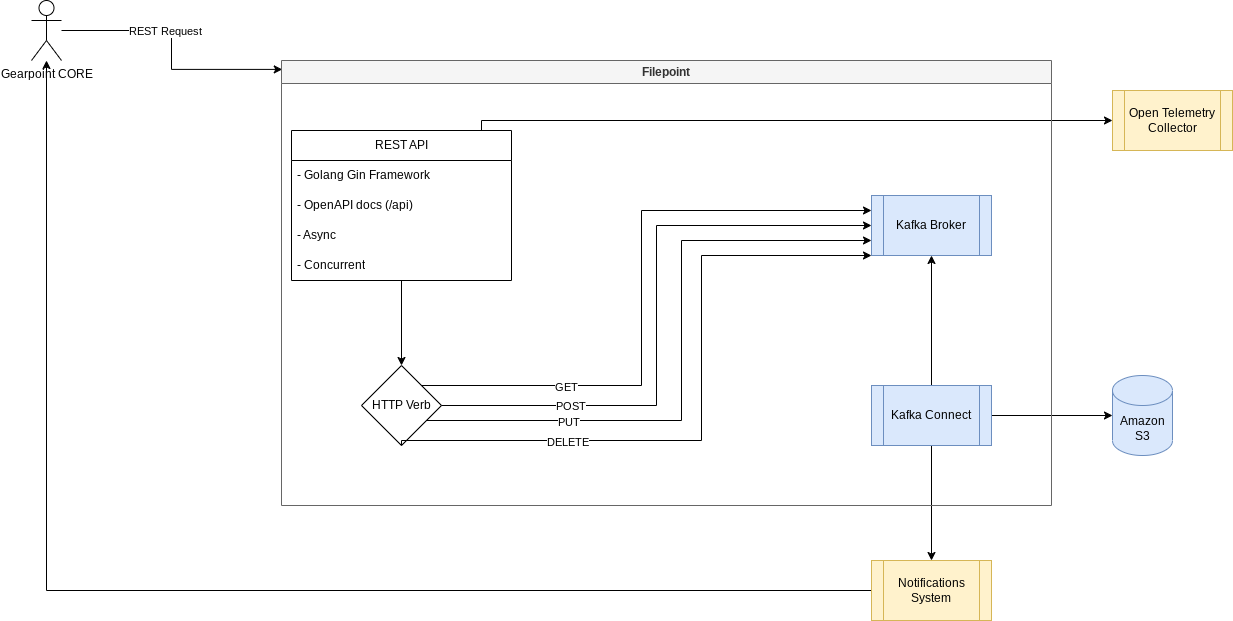 REST Request
Gearpoint CORE
Filepoint
Open Telemetry
Collector
REST API
- Golang Gin Framework
- OpenAPI docs (/api)
- Async
- Concurrent
Kafka Broker
HTTP Verb
GET
POST
PUT
DELETE
Kafka Connect
Amazon
S3
Notifications
System